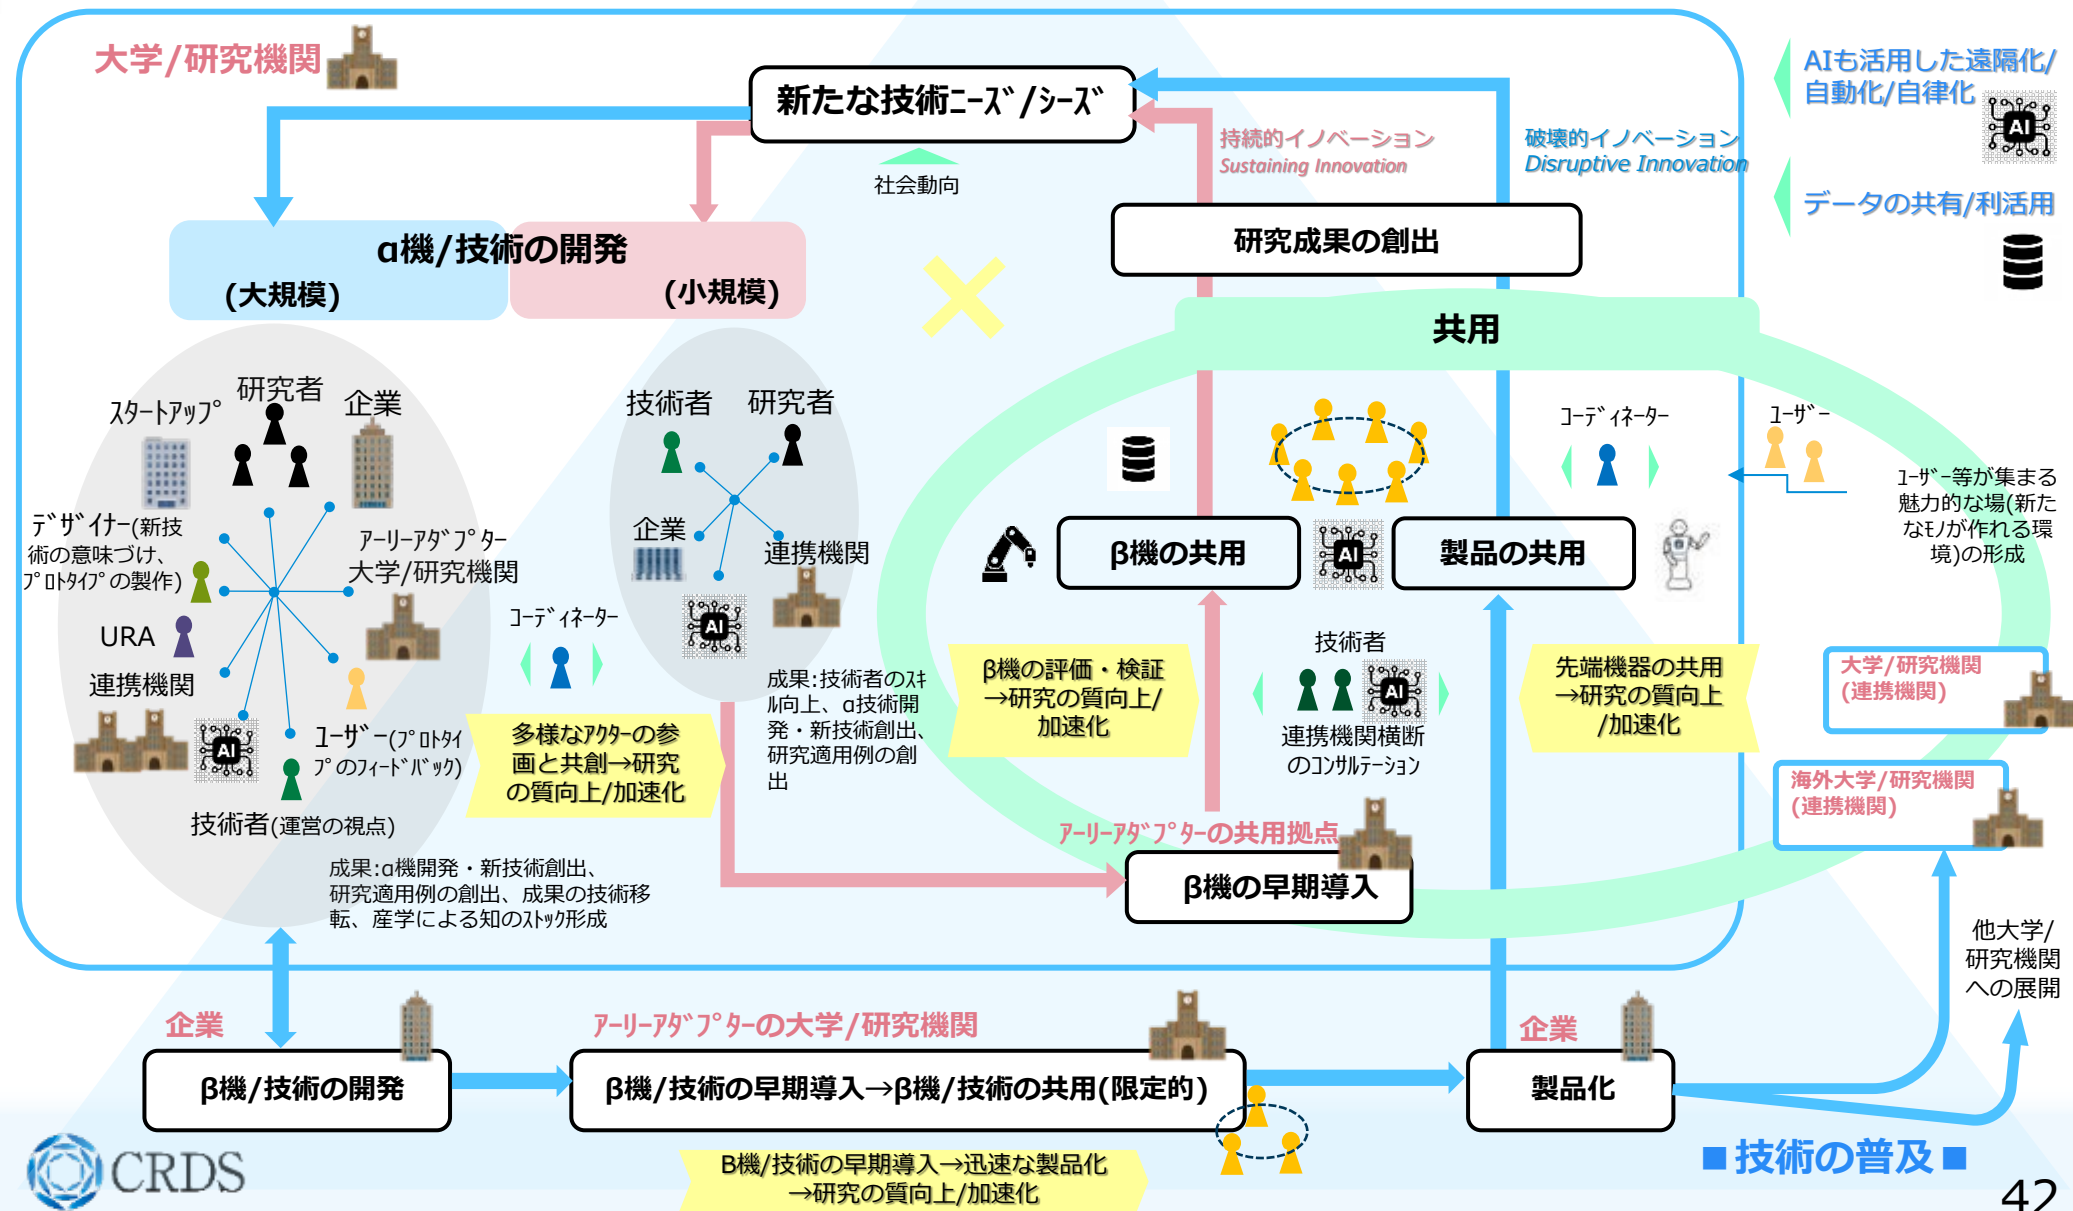 大学/研究機関
新たな技術ﾆｰｽﾞ/ｼｰｽﾞ
AIも活用した遠隔化/
自動化/自律化
AI
持続的イノベーション
Sustaining Innovation
破壊的イノベーション
Disruptive Innovation
社会動向
データの共有/利活用
α機/技術の開発
(大規模)
(小規模)
研究成果の創出
共用
ｽﾀｰﾄｱｯﾌﾟ
研究者
企業
ﾃﾞｻﾞｲﾅｰ(新技
術の意味づけ、
ﾌﾟﾛﾄﾀｲﾌﾟの製作)
アーリーアダプター
大学/研究機関
URA
連携機関
AI
ﾕｰｻﾞｰ(ﾌﾟﾛﾄﾀｲ
ﾌﾟのﾌｨｰﾄﾞﾊﾞｯｸ)
技術者(運営の視点)
成果:α機開発・新技術創出、
研究適用例の創出、成果の技術移
転、産学による知のｽﾄｯｸ形成
ｺｰﾃﾞｨﾈｰﾀｰ
多様なｱｸﾀｰの参
画と共創→研究
の質向上/加速化
技術者
研究者
企業
連携機関
AI
成果:技術者のｽｷ
ﾙ向上、α技術開
発・新技術創出、
研究適用例の創
出
ｺｰﾃﾞｨﾈｰﾀｰ
ﾕｰｻﾞｰ
ﾕｰｻﾞｰ等が集まる
魅力的な場(新た
なﾓﾉが作れる環
境)の形成
β機の共用
AI
製品の共用
β機の評価・検証
→研究の質向上/
加速化
技術者
AI
連携機関横断
のｺﾝｻﾙﾃｰｼｮﾝ
先端機器の共用
→研究の質向上
/加速化
大学/研究機関
(連携機関)
海外大学/研究機関
(連携機関)
ｱｰﾘｰｱﾀﾞﾌﾟﾀｰの共用拠点
β機の早期導入
他大学/
研究機関
への展開
企業
β機/技術の開発
ｱｰﾘｰｱﾀﾞﾌﾟﾀｰの大学/研究機関
β機/技術の早期導入→β機/技術の共用(限定的)
企業
製品化
B機/技術の早期導入→迅速な製品化
→研究の質向上/加速化
■技術の普及■
CRDS
42